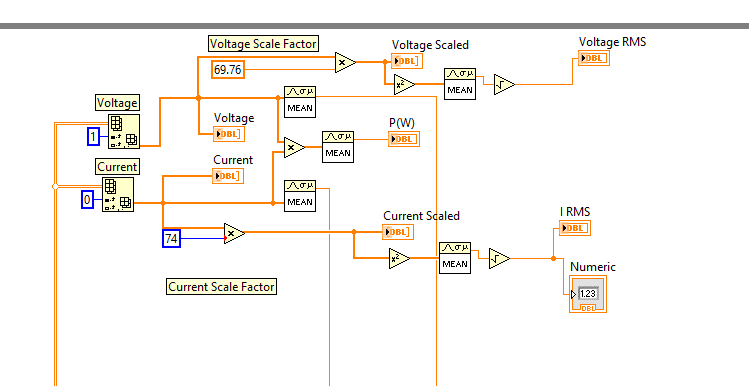 Voltage Scale Factor
Voltage Scaled
Voltage RMS
DBL
DBL
69.76
×
x²
MEAN
√
Voltage
1
MEAN
Voltage
DBL
P(W)
DBL
×
MEAN
Current
Current
DBL
0
MEAN
Current Scaled
DBL
I RMS
DBL
74
×
x²
MEAN
√
Numeric
1.23
DBL
Current Scale Factor